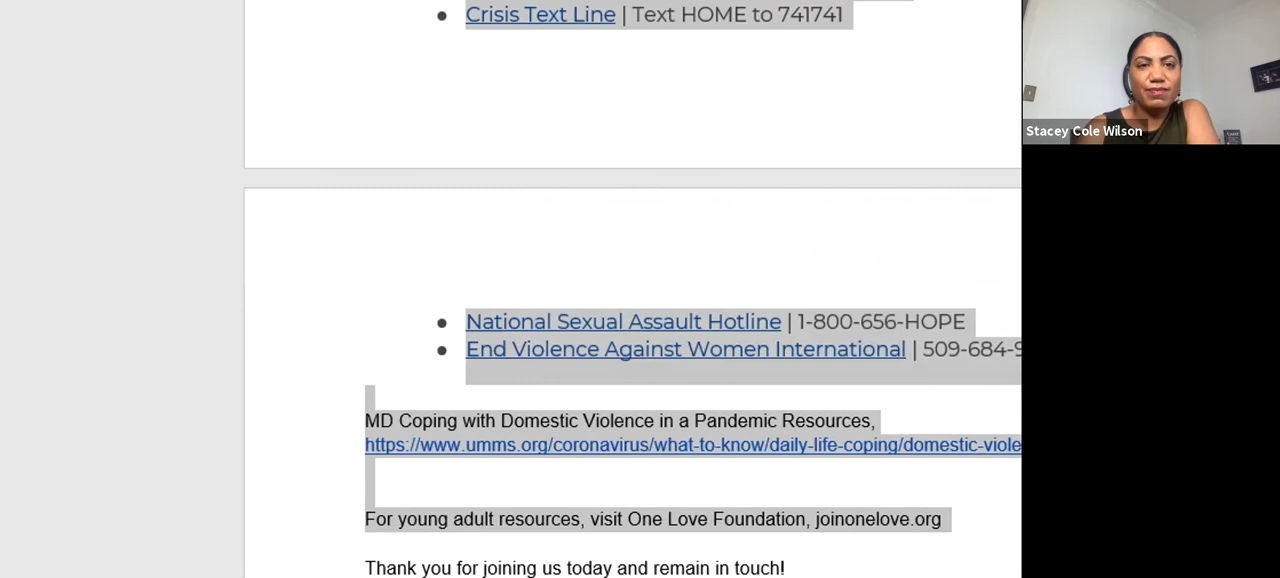 ● Crisis Text Line | Text HOME to 741741
Stacey Cole Wilson
● National Sexual Assault Hotline | 1-800-656-HOPE
● End Violence Against Women International | 509-684-9
MD Coping with Domestic Violence in a Pandemic Resources,
https://www.umms.org/coronavirus/what-to-know/daily-life-coping/domestic-viole
For young adult resources, visit One Love Foundation, joinonelove.org
Thank you for joining us today and remain in touch!